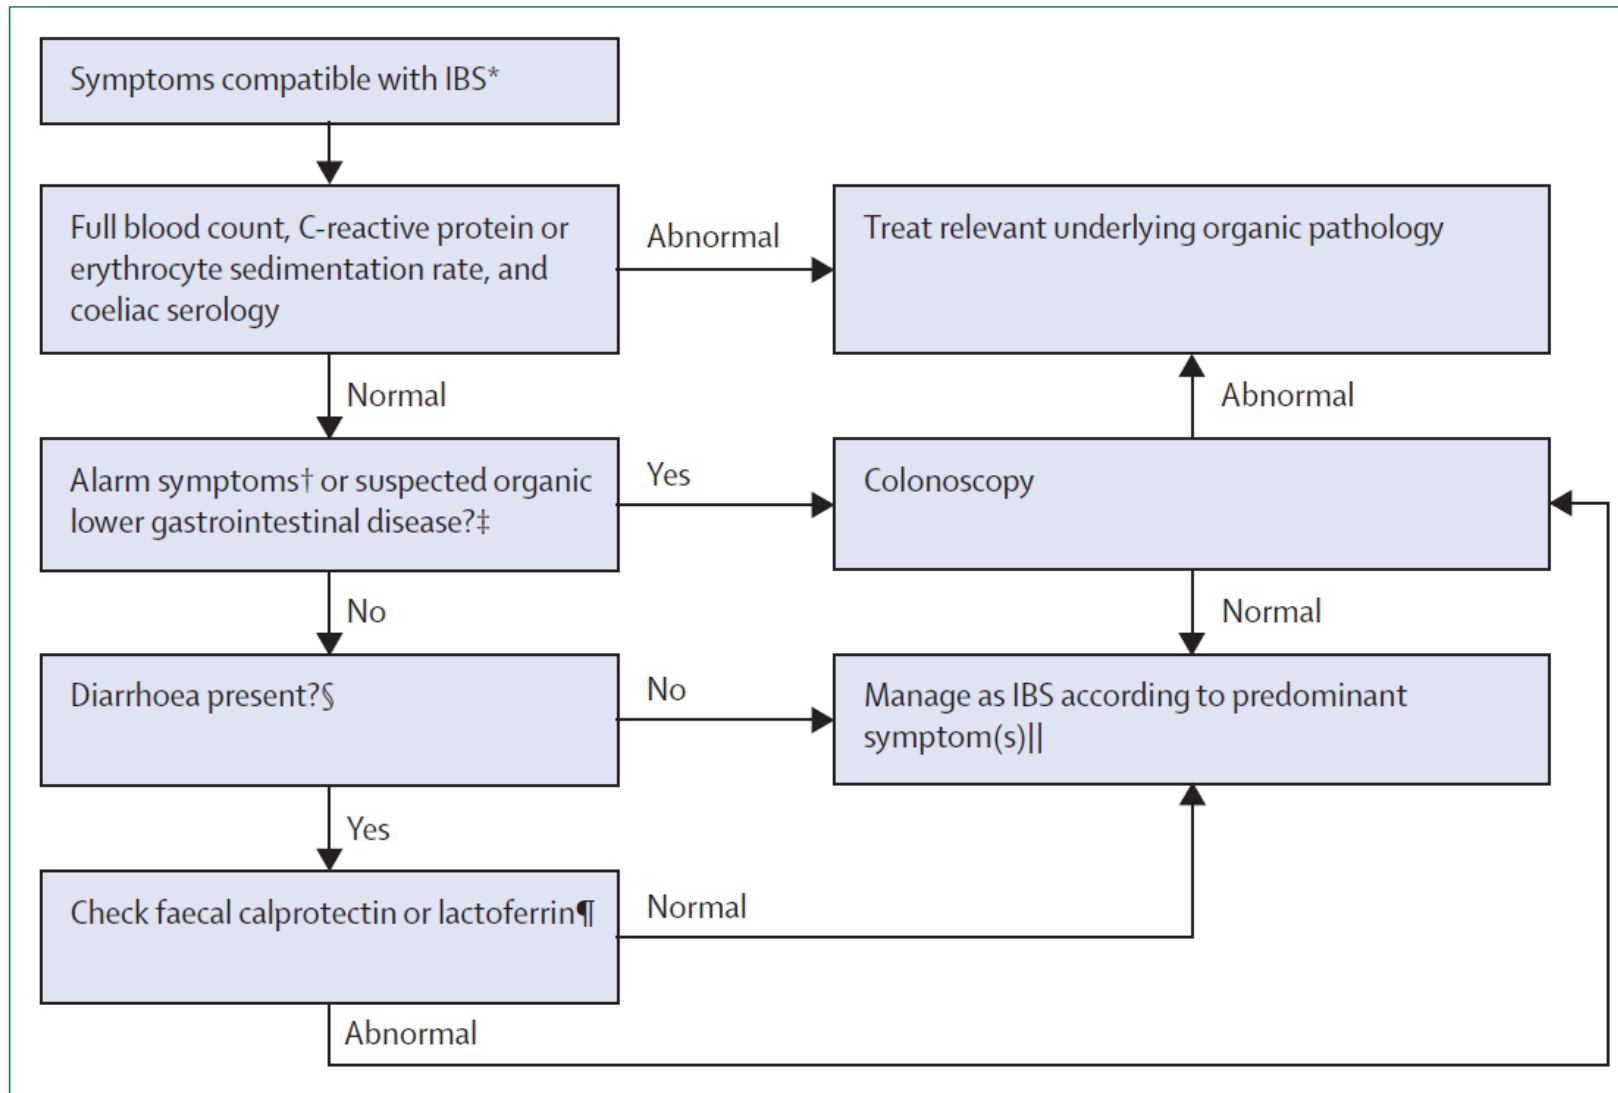 Symptoms compatible with IBS*
Full blood count, C-reactive protein or
erythrocyte sedimentation rate, and
coeliac serology
Abnormal
Treat relevant underlying organic pathology
Normal
Abnormal
Alarm symptoms† or suspected organic
lower gastrointestinal disease?‡
Yes
Colonoscopy
No
Normal
Diarrhoea present?§
No
Manage as IBS according to predominant
symptom(s)||
Yes
Check faecal calprotectin or lactoferrin¶
Normal
Abnormal